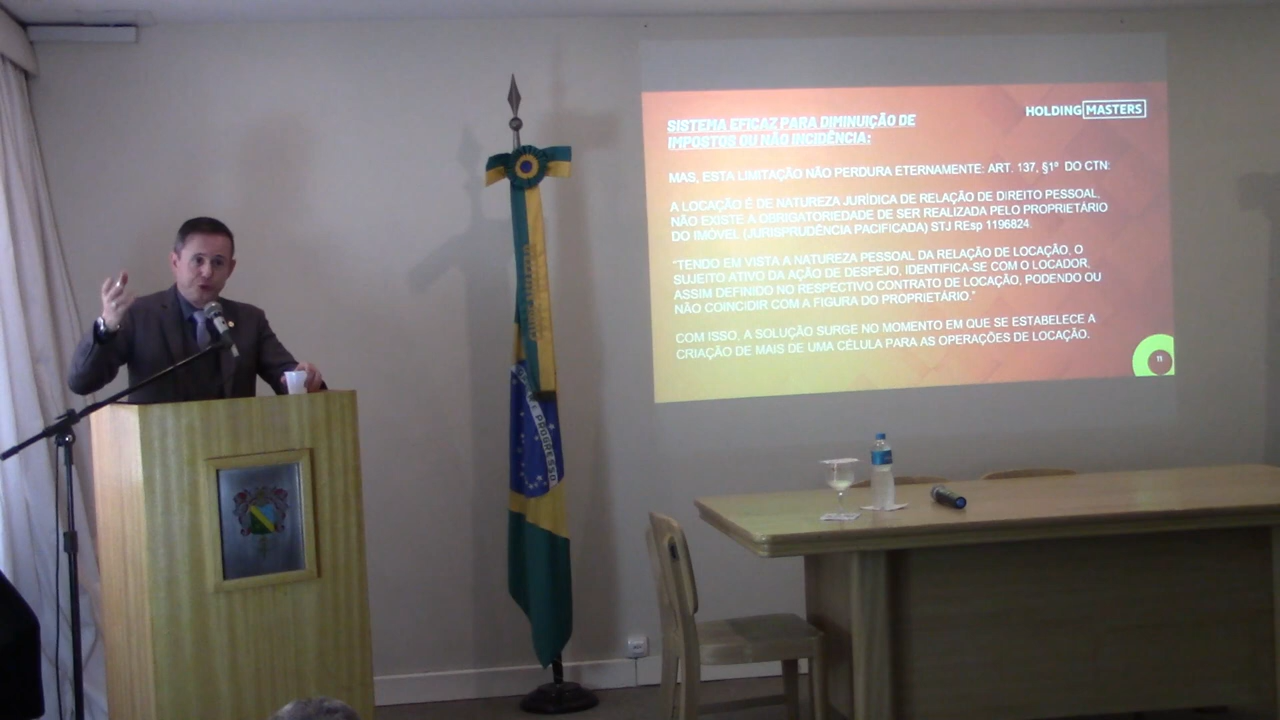 HOLDING MASTERS
SISTEMA EFICAZ PARA DIMINUIÇÃO DE
IMPOSTOS OU NÃO INCIDÊNCIA:
MAS, ESTA LIMITAÇÃO NÃO PERDURA ETERNAMENTE: ART. 137, §1º DO CTN:
A LOCAÇÃO É DE NATUREZA JURÍDICA DE RELAÇÃO DE DIREITO PESSOAL.
NÃO EXISTE A OBRIGATORIEDADE DE SER REALIZADA PELO PROPRIETÁRIO
DO IMÓVEL (JURISPRUDÊNCIA PACIFICADA) STJ REsp 1196824.
"TENDO EM VISTA A NATUREZA PESSOAL DA RELAÇÃO DE LOCAÇÃO, O
SUJEITO ATIVO DA AÇÃO DE DESPEJO, IDENTIFICA-SE COM O LOCADOR,
ASSIM DEFINIDO NO RESPECTIVO CONTRATO DE LOCAÇÃO, PODENDO OU
NÃO COINCIDIR COM A FIGURA DO PROPRIETÁRIO."
COM ISSO, A SOLUÇÃO SURGE NO MOMENTO EM QUE SE ESTABELECE A
CRIAÇÃO DE MAIS DE UMA CÉLULA PARA AS OPERAÇÕES DE LOCAÇÃO.
11
E PROGRESSO